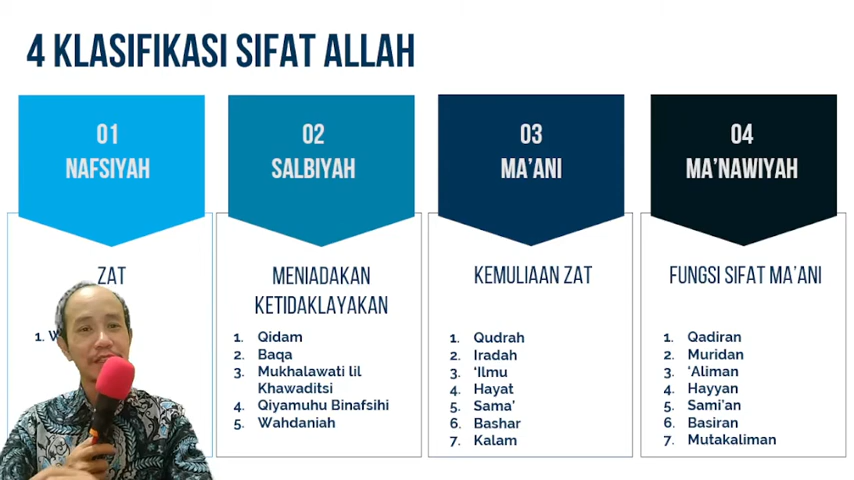 4 KLASIFIKASI SIFAT ALLAH
01
NAFSIYAH
ZAT
1.
02
SALBIYAH
MENIADAKAN
KETIDAKLAYAKAN
1. Qidam
2. Baqa
3. Mukhalawati lil
Khawaditsi
4. Qiyamuhu Binafsihi
5. Wahdaniah
03
MA'ANI
KEMULIAAN ZAT
1. Qudrah
2. Iradah
3. 'Ilmu
4. Hayat
5. Sama'
6. Bashar
7. Kalam
04
MA'NAWIYAH
FUNGSI SIFAT MA'ANI
1. Qadiran
2. Muridan
3. 'Aliman
4. Hayyan
5. Sami'an
6. Basiran
7. Mutakaliman